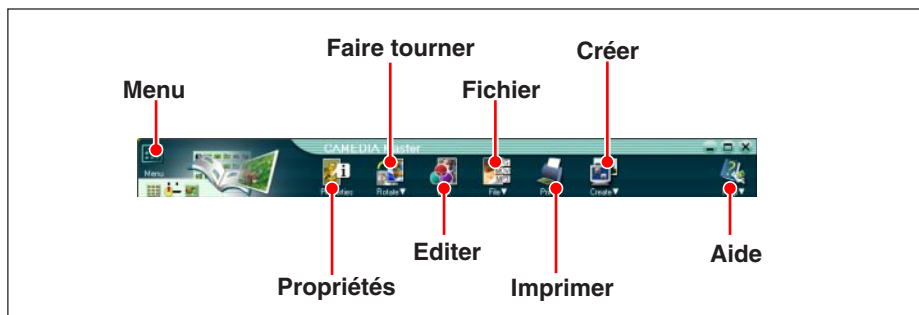 Faire tourner
Créer
Menu
Fichier
CAMEDIA Master
Menu
Rotate
File
Create
Editer
Aide
Propriétés
Imprimer